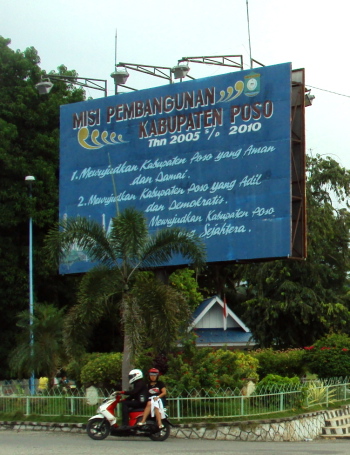 MISI PEMBANGUNAN
KABUPATEN POSO
Thn 2005 S/D 2010
1. Mewujudkan Kabupaten Poso yang Aman
dan Damai.
2. Mewujudkan Kabupaten Poso yang Adil
dan Demokratis.
Mewujudkan Kabupaten Poso
Sejahtera.